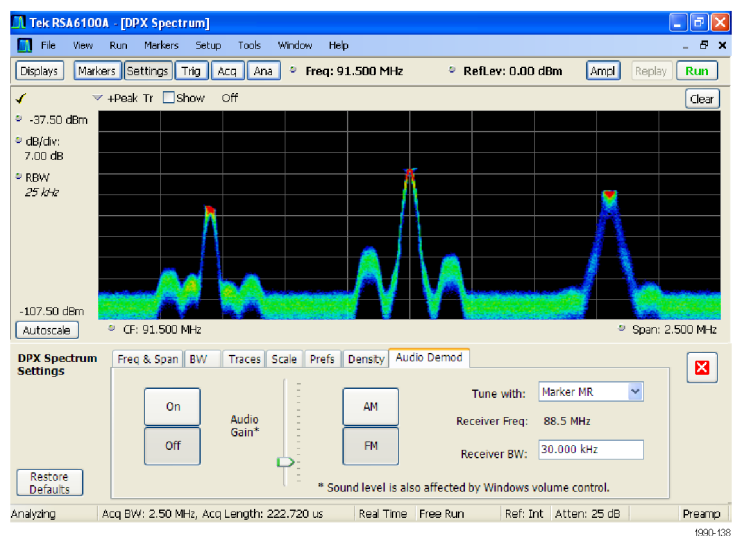 Tek RSA6100A - [DPX Spectrum]
File View Run Markers Setup Tools Window Help
Displays Markers Settings Trig Acq Ana Freq: 91.500 MHz RefLev: 0.00 dBm Ampl Replay Run
+Peak Tr Show Off Clear
-37.50 dBm
dB/div:
7.00 dB
RBW
25 kHz
-107.50 dBm
Autoscale CF: 91.500 MHz Span: 2.500 MHz
DPX Spectrum
Settings
Freq & Span BW Traces Scale Prefs Density Audio Demod
On
Off
Audio
Gain*
AM
FM
Tune with: Marker MR
Receiver Freq: 88.5 MHz
Receiver BW: 30.000 kHz
* Sound level is also affected by Windows volume control.
Restore
Defaults
Analyzing Acq BW: 2.50 MHz, Acq Length: 222.720 us Real Time Free Run Ref: Int Atten: 25 dB Preamp
1990-138